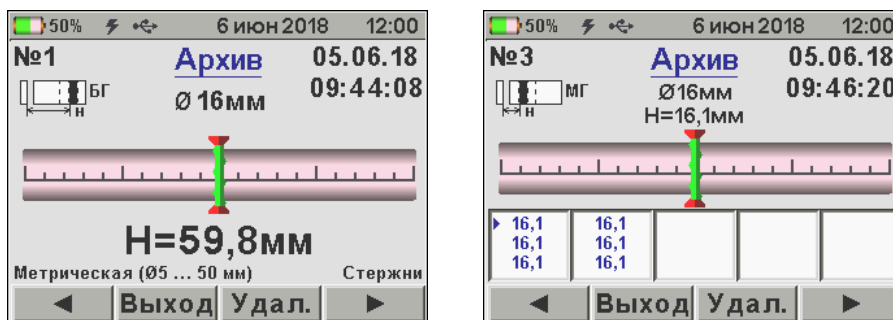 50% 6 июн 2018 12:00
№1 Архив 05.06.18
БГ Ø 16мм 09:44:08
H
H=59,8мм
Метрическая (Ø5 ... 50 мм) Стержни
Выход Удал.
50% 6 июн 2018 12:00
№3 Архив 05.06.18
МГ Ø16мм 09:46:20
H H=16,1мм
16,1 16,1
16,1 16,1
16,1 16,1
Выход Удал.